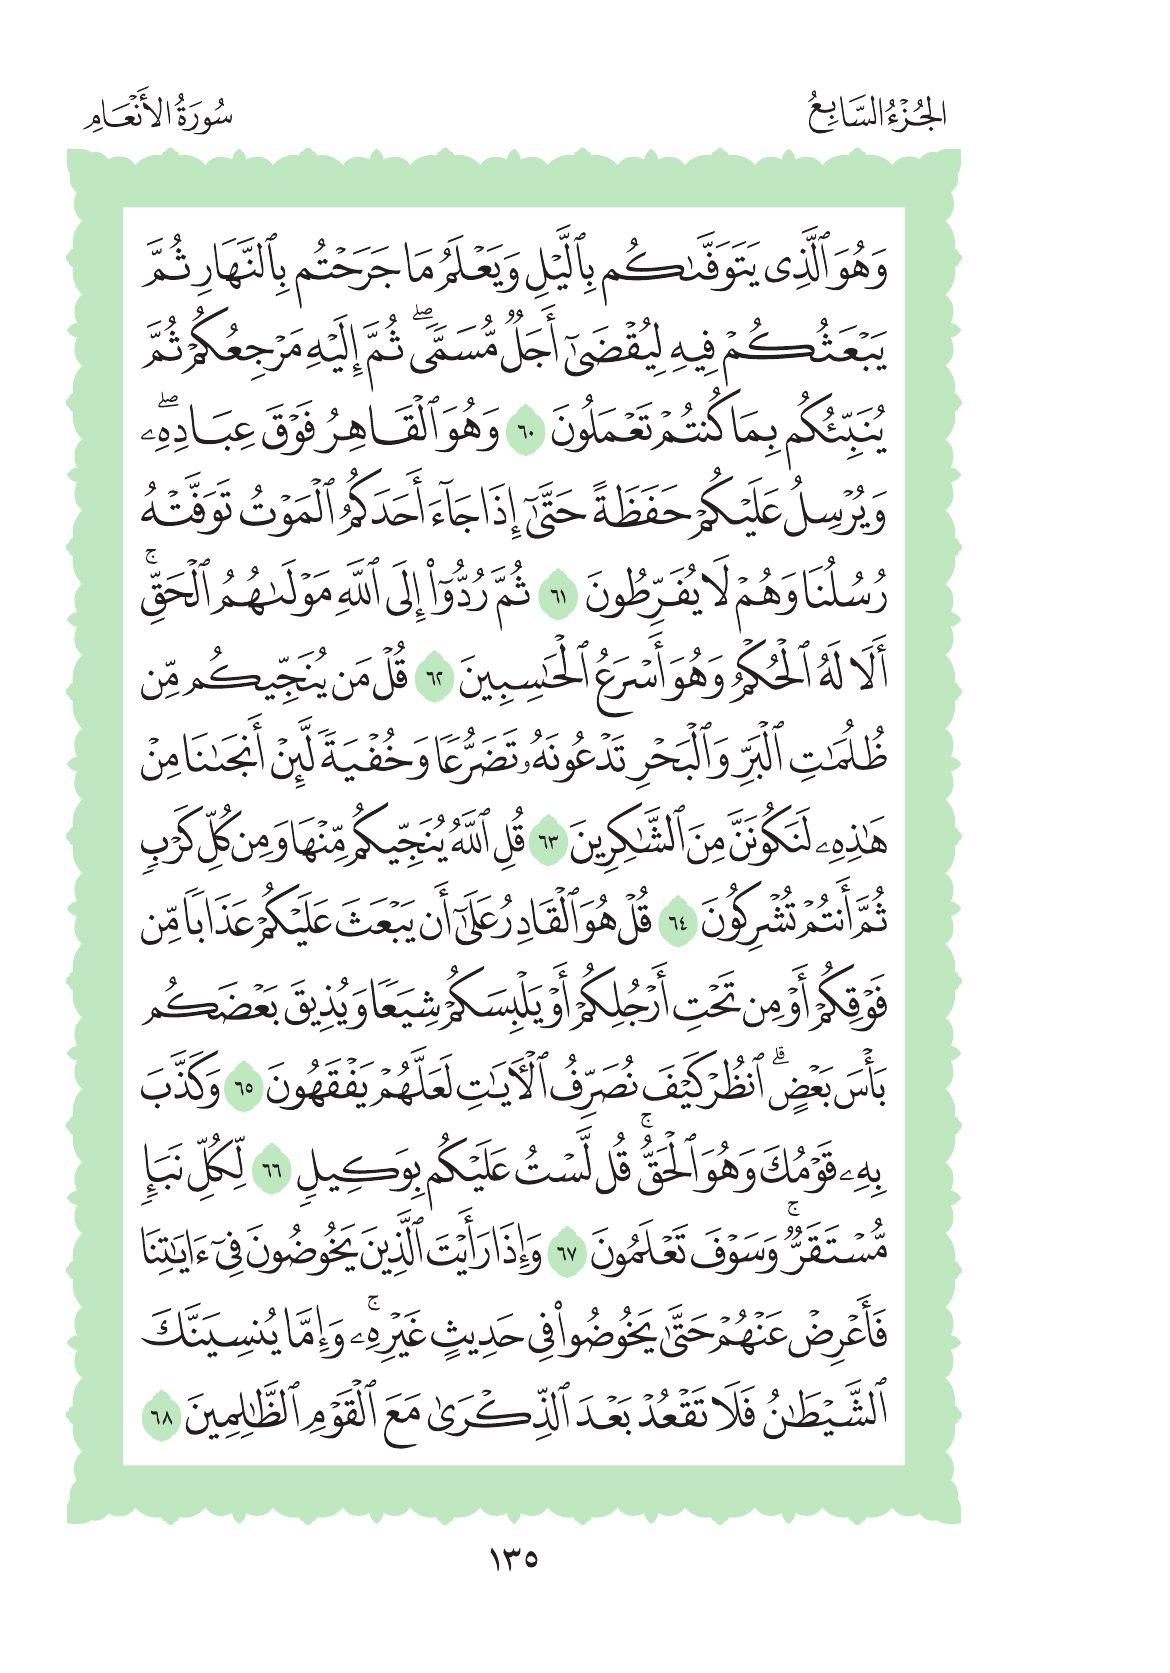 الجُزْءُ السَّابِعُ
سُورَةُ الأَنْعَامِ
وَهُوَ ٱلَّذِى يَتَوَفَّىٰكُم بِٱلَّيْلِ وَيَعْلَمُ مَا جَرَحْتُم بِٱلنَّهَارِ ثُمَّ
يَبْعَثُكُمْ فِيهِ لِيُقْضَىٰٓ أَجَلٌ مُّسَمًّى ۖ ثُمَّ إِلَيْهِ مَرْجِعُكُمْ ثُمَّ
يُنَبِّئُكُم بِمَا كُنتُمْ تَعْمَلُونَ ٦٠ وَهُوَ ٱلْقَاهِرُ فَوْقَ عِبَادِهِۦ ۖ
وَيُرْسِلُ عَلَيْكُمْ حَفَظَةً حَتَّىٰٓ إِذَا جَآءَ أَحَدَكُمُ ٱلْمَوْتُ تَوَفَّتْهُ
رُسُلُنَا وَهُمْ لَا يُفَرِّطُونَ ٦١ ثُمَّ رُدُّوٓا۟ إِلَى ٱللَّهِ مَوْلَىٰهُمُ ٱلْحَقِّ ۚ
أَلَا لَهُ ٱلْحُكْمُ وَهُوَ أَسْرَعُ ٱلْحَٰسِبِينَ ٦٢ قُلْ مَن يُنَجِّيكُم مِّن
ظُلُمَٰتِ ٱلْبَرِّ وَٱلْبَحْرِ تَدْعُونَهُۥ تَضَرُّعًا وَخُفْيَةً لَّئِنْ أَنجَىٰنَا مِنْ
هَٰذِهِۦ لَنَكُونَنَّ مِنَ ٱلشَّٰكِرِينَ ٦٣ قُلِ ٱللَّهُ يُنَجِّيكُم مِّنْهَا وَمِن كُلِّ كَرْبٍ
ثُمَّ أَنتُمْ تُشْرِكُونَ ٦٤ قُلْ هُوَ ٱلْقَادِرُ عَلَىٰٓ أَن يَبْعَثَ عَلَيْكُمْ عَذَابًا مِّن
فَوْقِكُمْ أَوْ مِن تَحْتِ أَرْجُلِكُمْ أَوْ يَلْبِسَكُمْ شِيَعًا وَيُذِيقَ بَعْضَكُم
بَأْسَ بَعْضٍ ۗ ٱنظُرْ كَيْفَ نُصَرِّفُ ٱلْـَٔايَٰتِ لَعَلَّهُمْ يَفْقَهُونَ ٦٥ وَكَذَّبَ
بِهِۦ قَوْمُكَ وَهُوَ ٱلْحَقُّ ۚ قُل لَّسْتُ عَلَيْكُم بِوَكِيلٍ ٦٦ لِّكُلِّ نَبَإٍ
مُّسْتَقَرٌّ ۚ وَسَوْفَ تَعْلَمُونَ ٦٧ وَإِذَا رَأَيْتَ ٱلَّذِينَ يَخُوضُونَ فِىٓ ءَايَٰتِنَا
فَأَعْرِضْ عَنْهُمْ حَتَّىٰ يَخُوضُوا۟ فِى حَدِيثٍ غَيْرِهِۦ ۚ وَإِمَّا يُنسِيَنَّكَ
ٱلشَّيْطَٰنُ فَلَا تَقْعُدْ بَعْدَ ٱلذِّكْرَىٰ مَعَ ٱلْقَوْمِ ٱلظَّٰلِمِينَ ٦٨
١٣٥